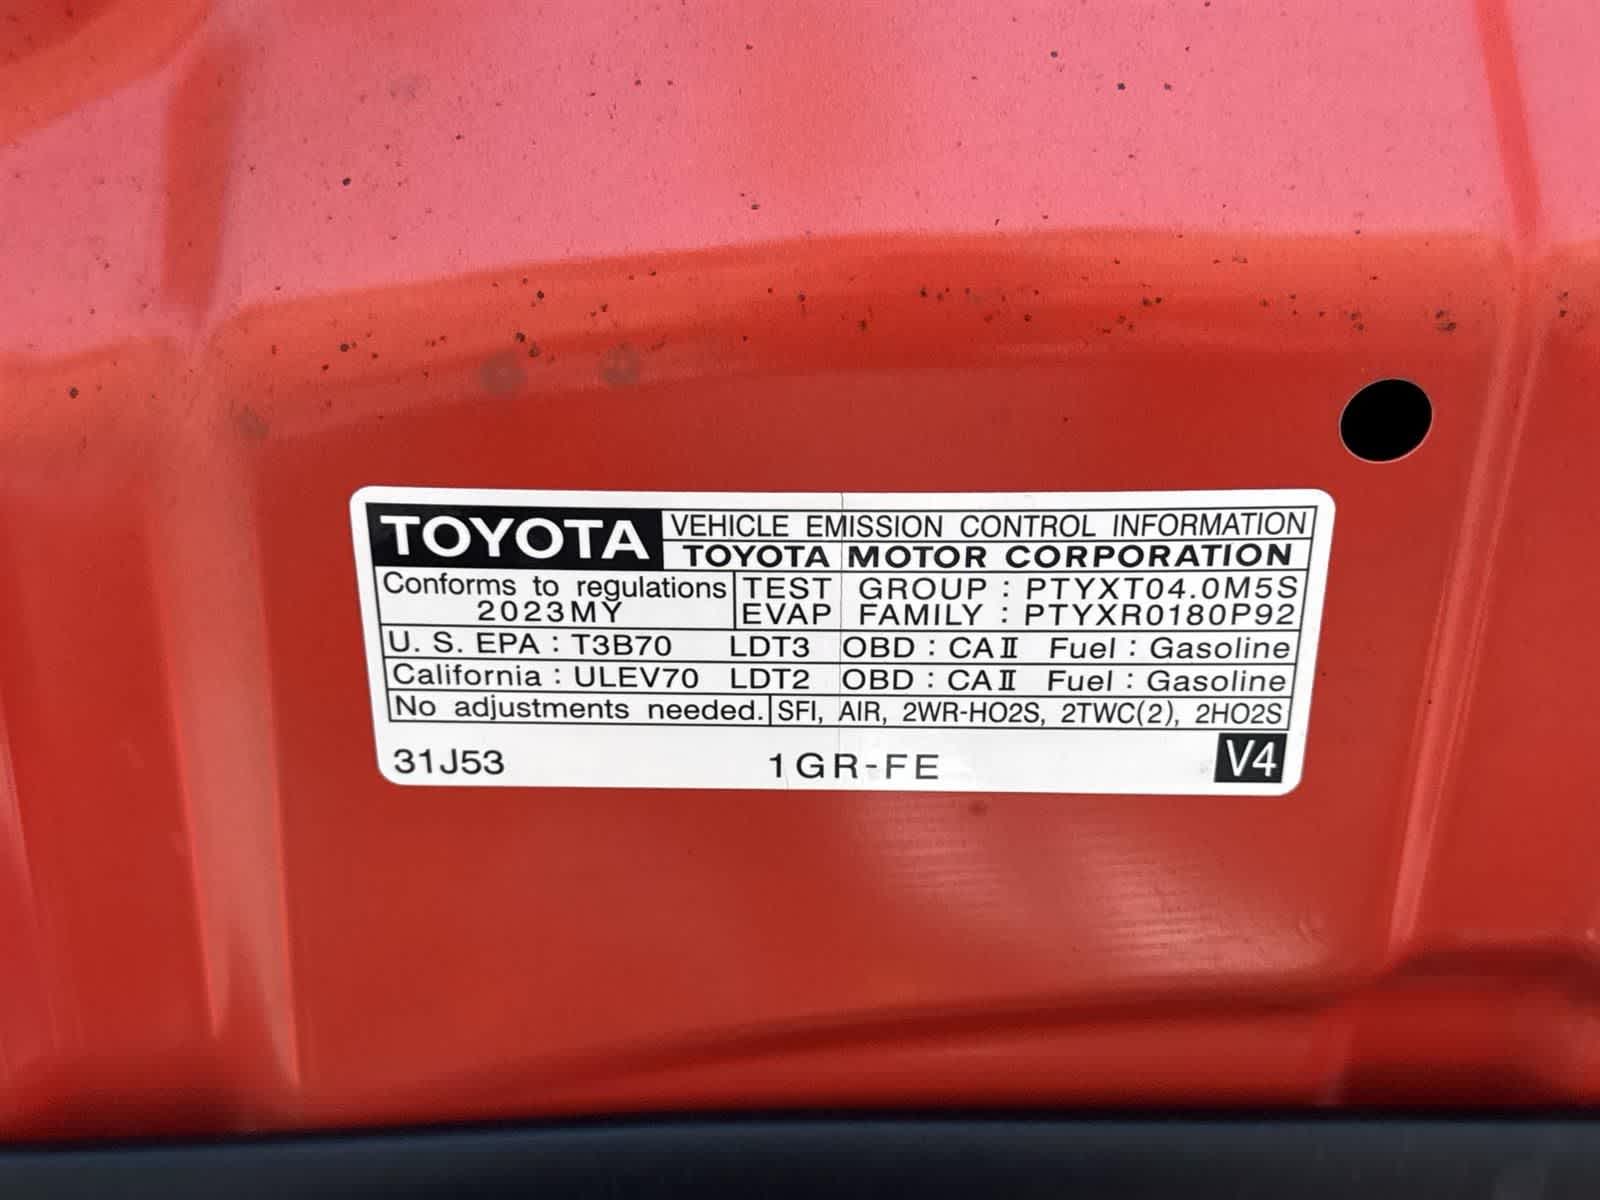 TOYOTA VEHICLE EMISSION CONTROL INFORMATION
TOYOTA MOTOR CORPORATION
Conforms to regulations TEST GROUP : PTYXT04.0M5S
2023MY EVAP FAMILY : PTYXR0180P92
U. S. EPA : T3B70 LDT3 OBD : CAⅡ Fuel : Gasoline
California : ULEV70 LDT2 OBD : CAⅡ Fuel : Gasoline
No adjustments needed. SFI, AIR, 2WR-HO2S, 2TWC(2), 2HO2S
31J53 1GR-FE V4